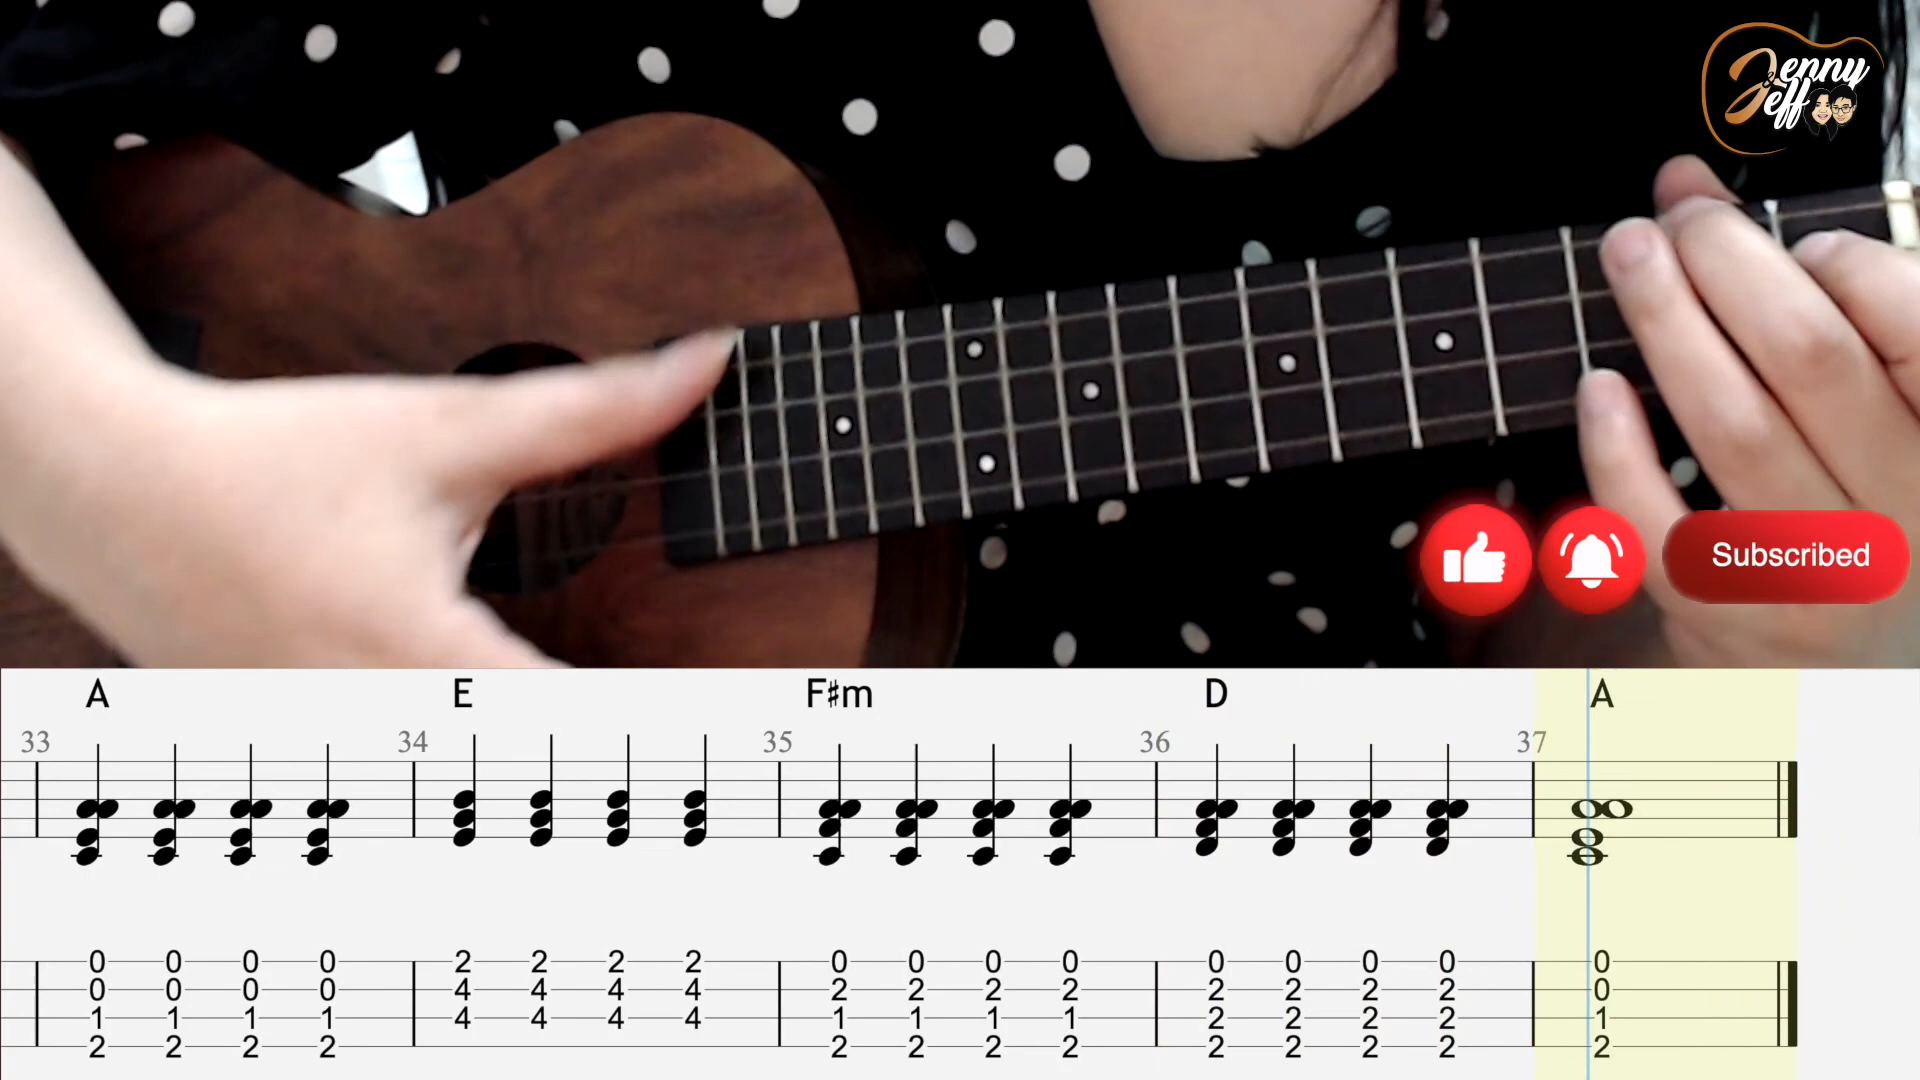 Jenny
& Jeff
Subscribed
A E F♯m D A
33 34 35 36 37
0 0 0 0 2 2 2 2 0 0 0 0 0 0 0 0 0
0 0 0 0 4 4 4 4 2 2 2 2 2 2 2 2 0
1 1 1 1 4 4 4 4 1 1 1 1 2 2 2 2 1
2 2 2 2 2 2 2 2 2 2 2 2 2